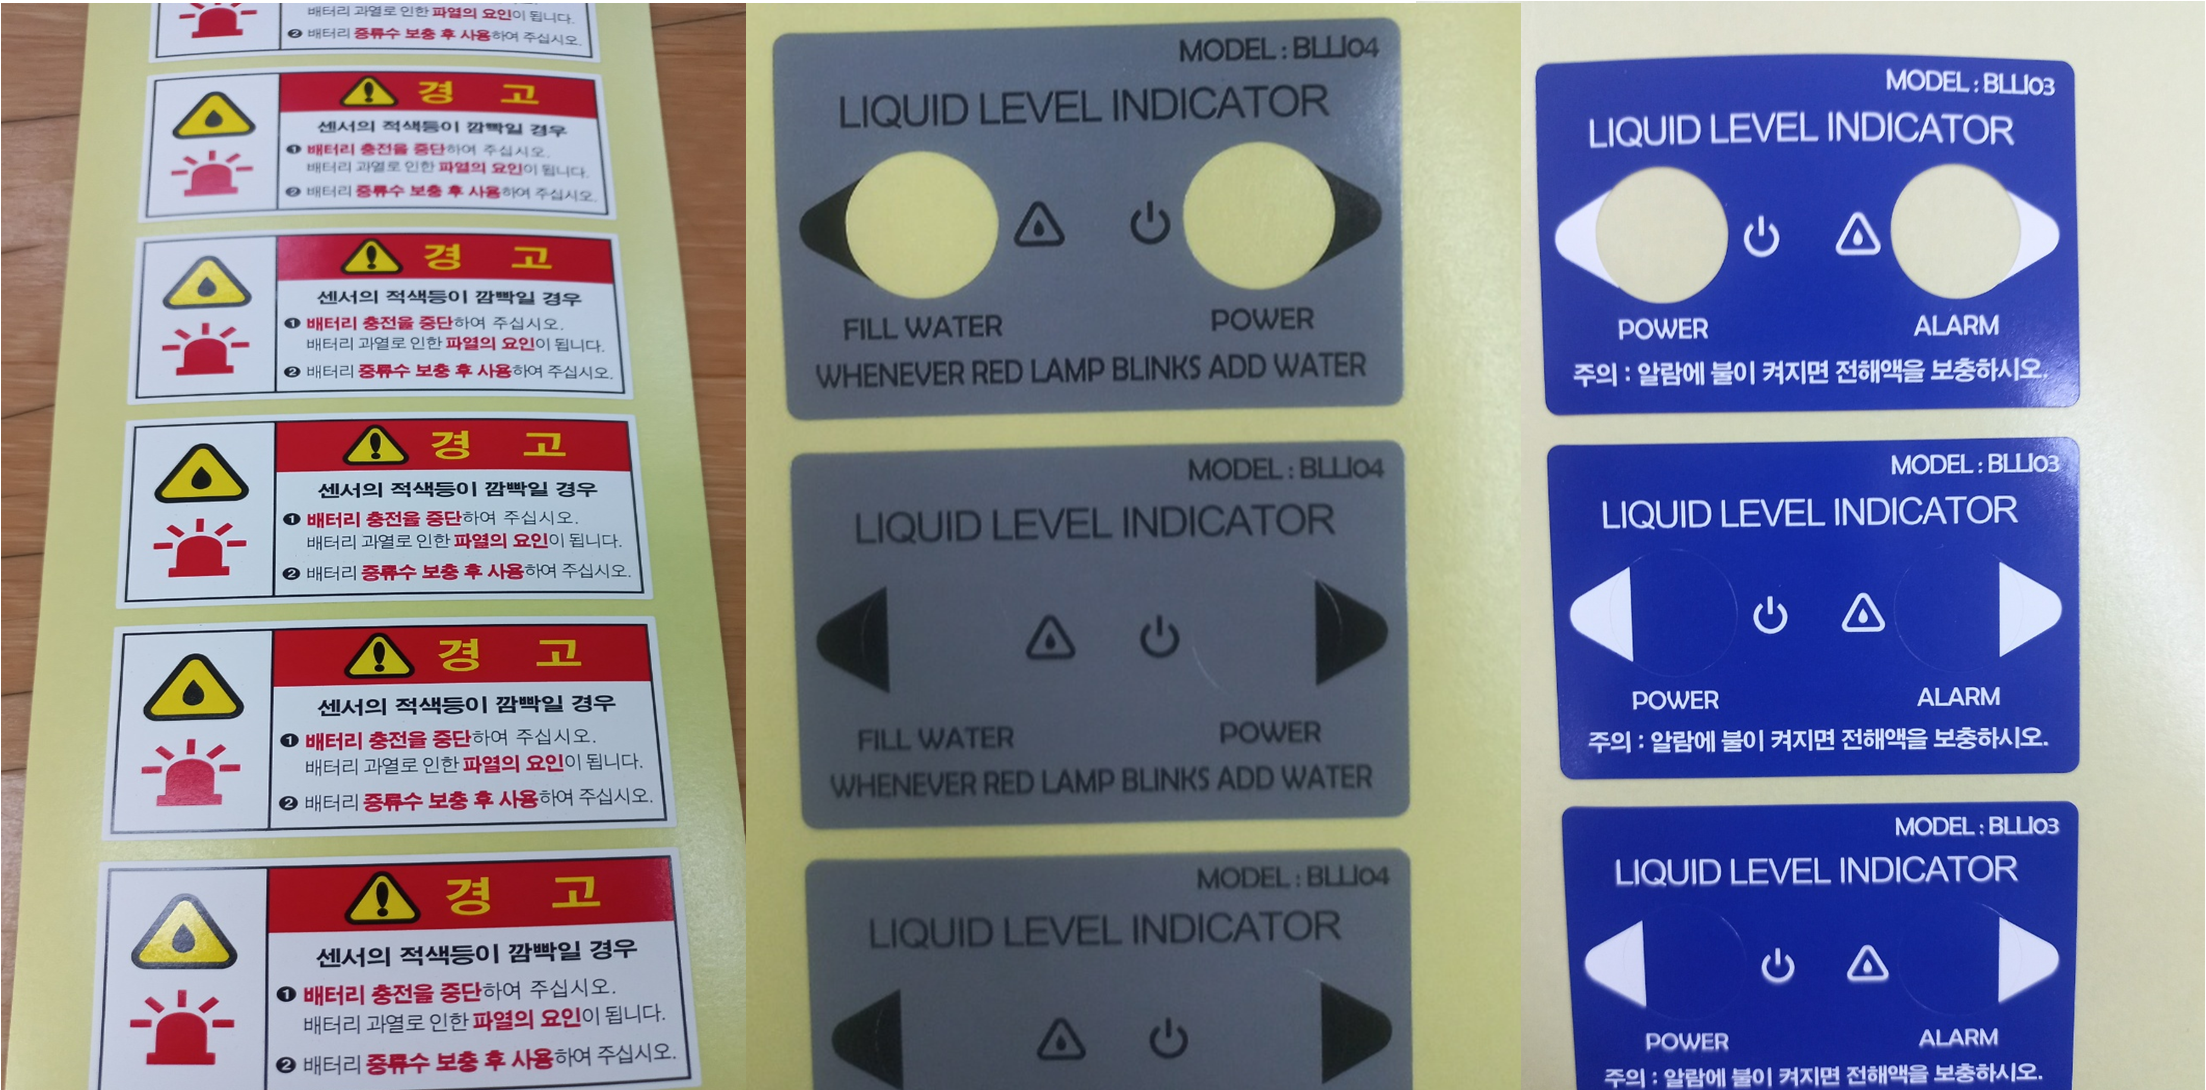 배터리 과열로 인한 파열의 요인이 됩니다.
❷ 배터리 증류수 보충 후 사용하여 주십시오.
경 고
센서의 적색등이 깜빡일 경우
❶ 배터리 충전을 중단하여 주십시오.
배터리 과열로 인한 파열의 요인이 됩니다.
❷ 배터리 증류수 보충 후 사용하여 주십시오.
경 고
센서의 적색등이 깜빡일 경우
❶ 배터리 충전을 중단하여 주십시오.
배터리 과열로 인한 파열의 요인이 됩니다.
❷ 배터리 증류수 보충 후 사용하여 주십시오.
경 고
센서의 적색등이 깜빡일 경우
❶ 배터리 충전을 중단하여 주십시오.
배터리 과열로 인한 파열의 요인이 됩니다.
❷ 배터리 증류수 보충 후 사용하여 주십시오.
경 고
센서의 적색등이 깜빡일 경우
❶ 배터리 충전을 중단하여 주십시오.
배터리 과열로 인한 파열의 요인이 됩니다.
❷ 배터리 증류수 보충 후 사용하여 주십시오.
경 고
센서의 적색등이 깜빡일 경우
❶ 배터리 충전을 중단하여 주십시오.
배터리 과열로 인한 파열의 요인이 됩니다.
❷ 배터리 증류수 보충 후 사용하여 주십시오.
MODEL : BLLI04
LIQUID LEVEL INDICATOR
FILL WATER POWER
WHENEVER RED LAMP BLINKS ADD WATER
MODEL : BLLI04
LIQUID LEVEL INDICATOR
FILL WATER POWER
WHENEVER RED LAMP BLINKS ADD WATER
MODEL : BLLI04
LIQUID LEVEL INDICATOR
MODEL : BLLI03
LIQUID LEVEL INDICATOR
POWER ALARM
주의 : 알람에 불이 켜지면 전해액을 보충하시오.
MODEL : BLLI03
LIQUID LEVEL INDICATOR
POWER ALARM
주의 : 알람에 불이 켜지면 전해액을 보충하시오.
MODEL : BLLI03
LIQUID LEVEL INDICATOR
POWER ALARM
주의 : 알람에 불이 켜지면 전해액을 보충하시오.